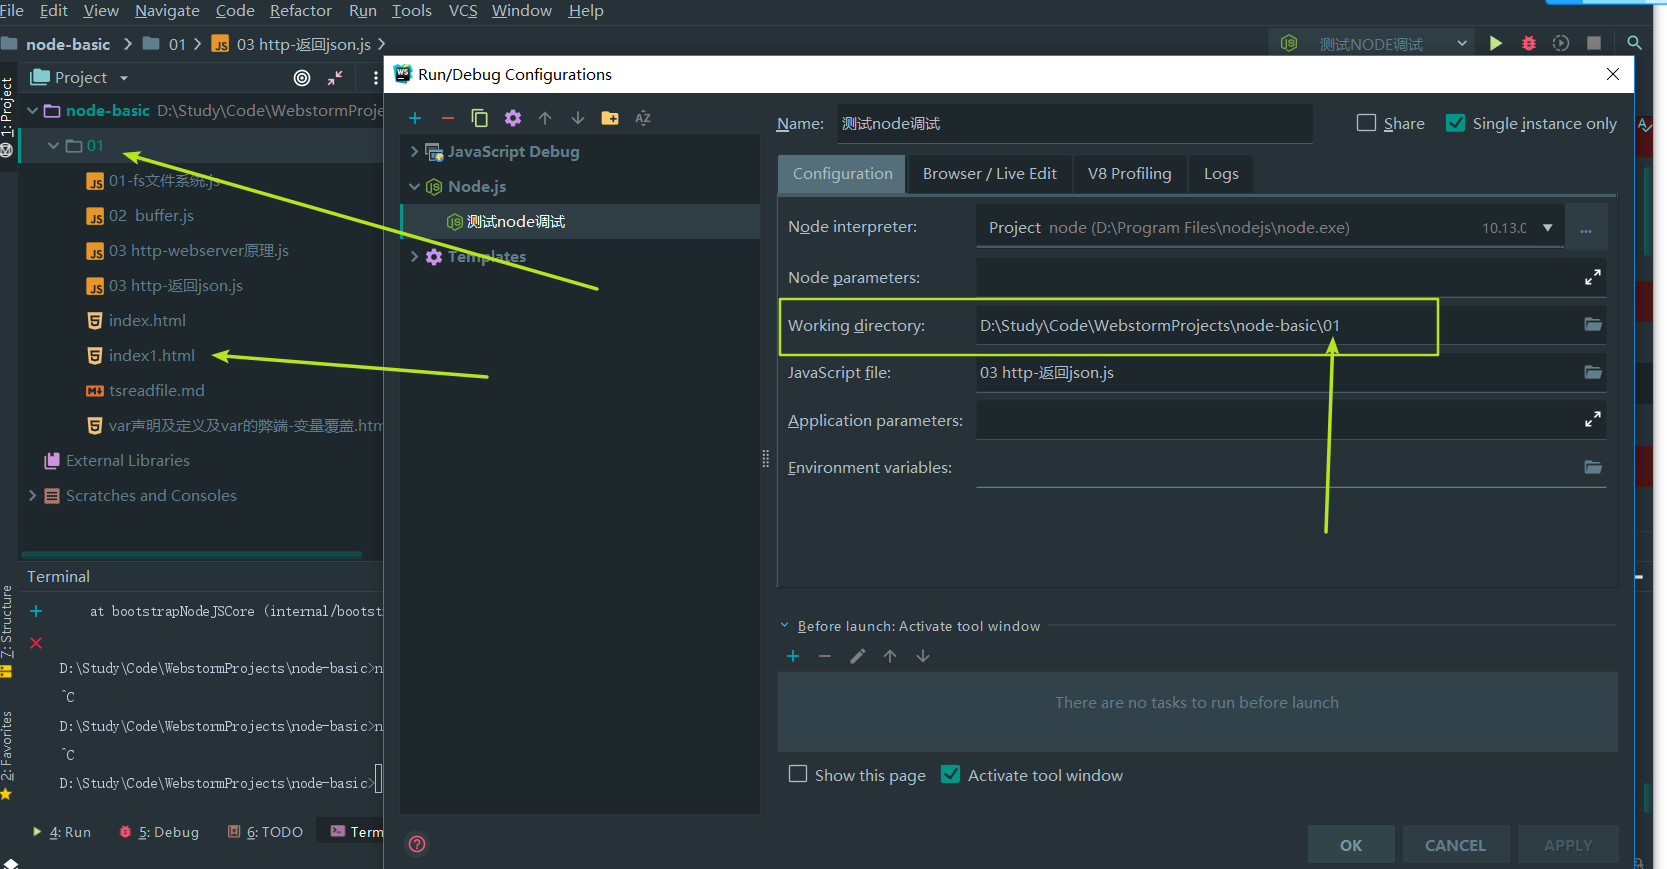 File Edit View Navigate Code Refactor Run Tools VCS Window Help
node-basic 01 03 http-返回json.js 测试NODE调试
Project
Run/Debug Configurations
1: Project
node-basic D:\Study\Code\WebstormProje
01
01-fs文件系统.js
02 buffer.js
03 http-webserver原理.js
03 http-返回json.js
index.html
index1.html
tsreadfile.md
var声明及定义及var的弊端-变量覆盖.htm
External Libraries
Scratches and Consoles
JavaScript Debug
Node.js
测试node调试
Templates
Name: 测试node调试 Share Single instance only
Configuration Browser / Live Edit V8 Profiling Logs
Node interpreter: Project node (D:\Program Files\nodejs\node.exe) 10.13.0 ...
Node parameters:
Working directory: D:\Study\Code\WebstormProjects\node-basic\01
JavaScript file: 03 http-返回json.js
Application parameters:
Environment variables:
Before launch: Activate tool window
There are no tasks to run before launch
Show this page Activate tool window
OK CANCEL APPLY
Terminal
at bootstrapNodeJSCore (internal/bootst
D:\Study\Code\WebstormProjects\node-basic>n
^C
D:\Study\Code\WebstormProjects\node-basic>n
^C
D:\Study\Code\WebstormProjects\node-basic>
7: Structure
2: Favorites
4: Run 5: Debug 6: TODO Term